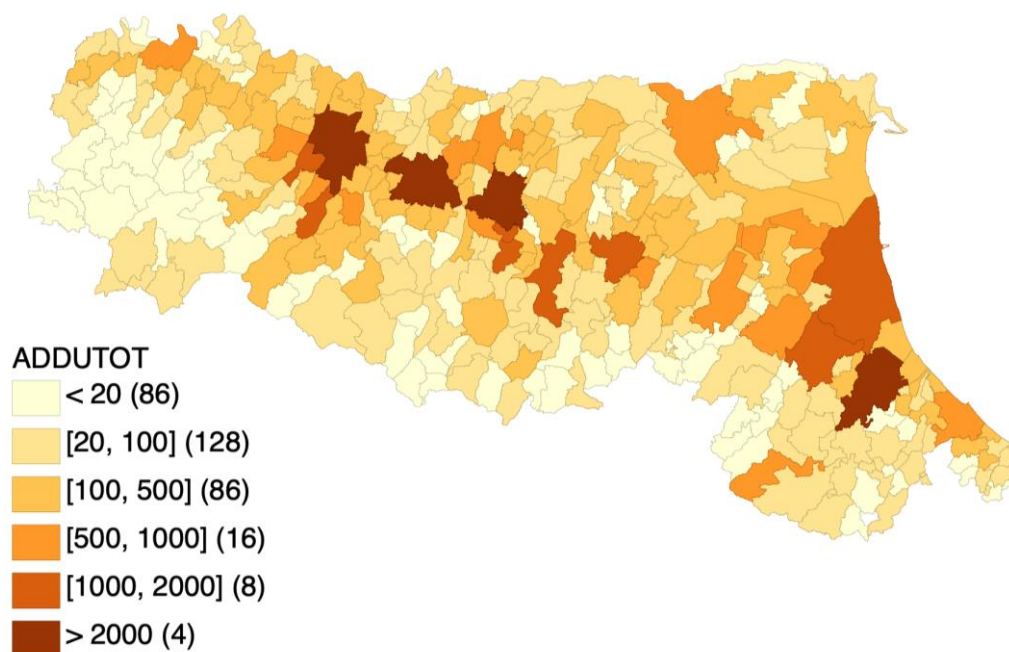 ADDUTOT
< 20 (86)
[20, 100] (128)
[100, 500] (86)
[500, 1000] (16)
[1000, 2000] (8)
> 2000 (4)